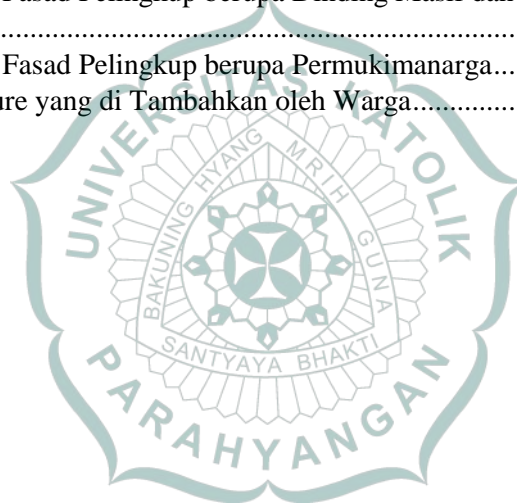 Fasad Pelingkup berupa Dinding Masif dan
....................................................................................
Fasad Pelingkup berupa Permukimanarga...
ure yang di Tambahkan oleh Warga...............
UNIVERSITAS KATOLIK
PARAHYANGAN
BAKUNING HYANG MRIH GUNA
SANTYAYA BHAKTI